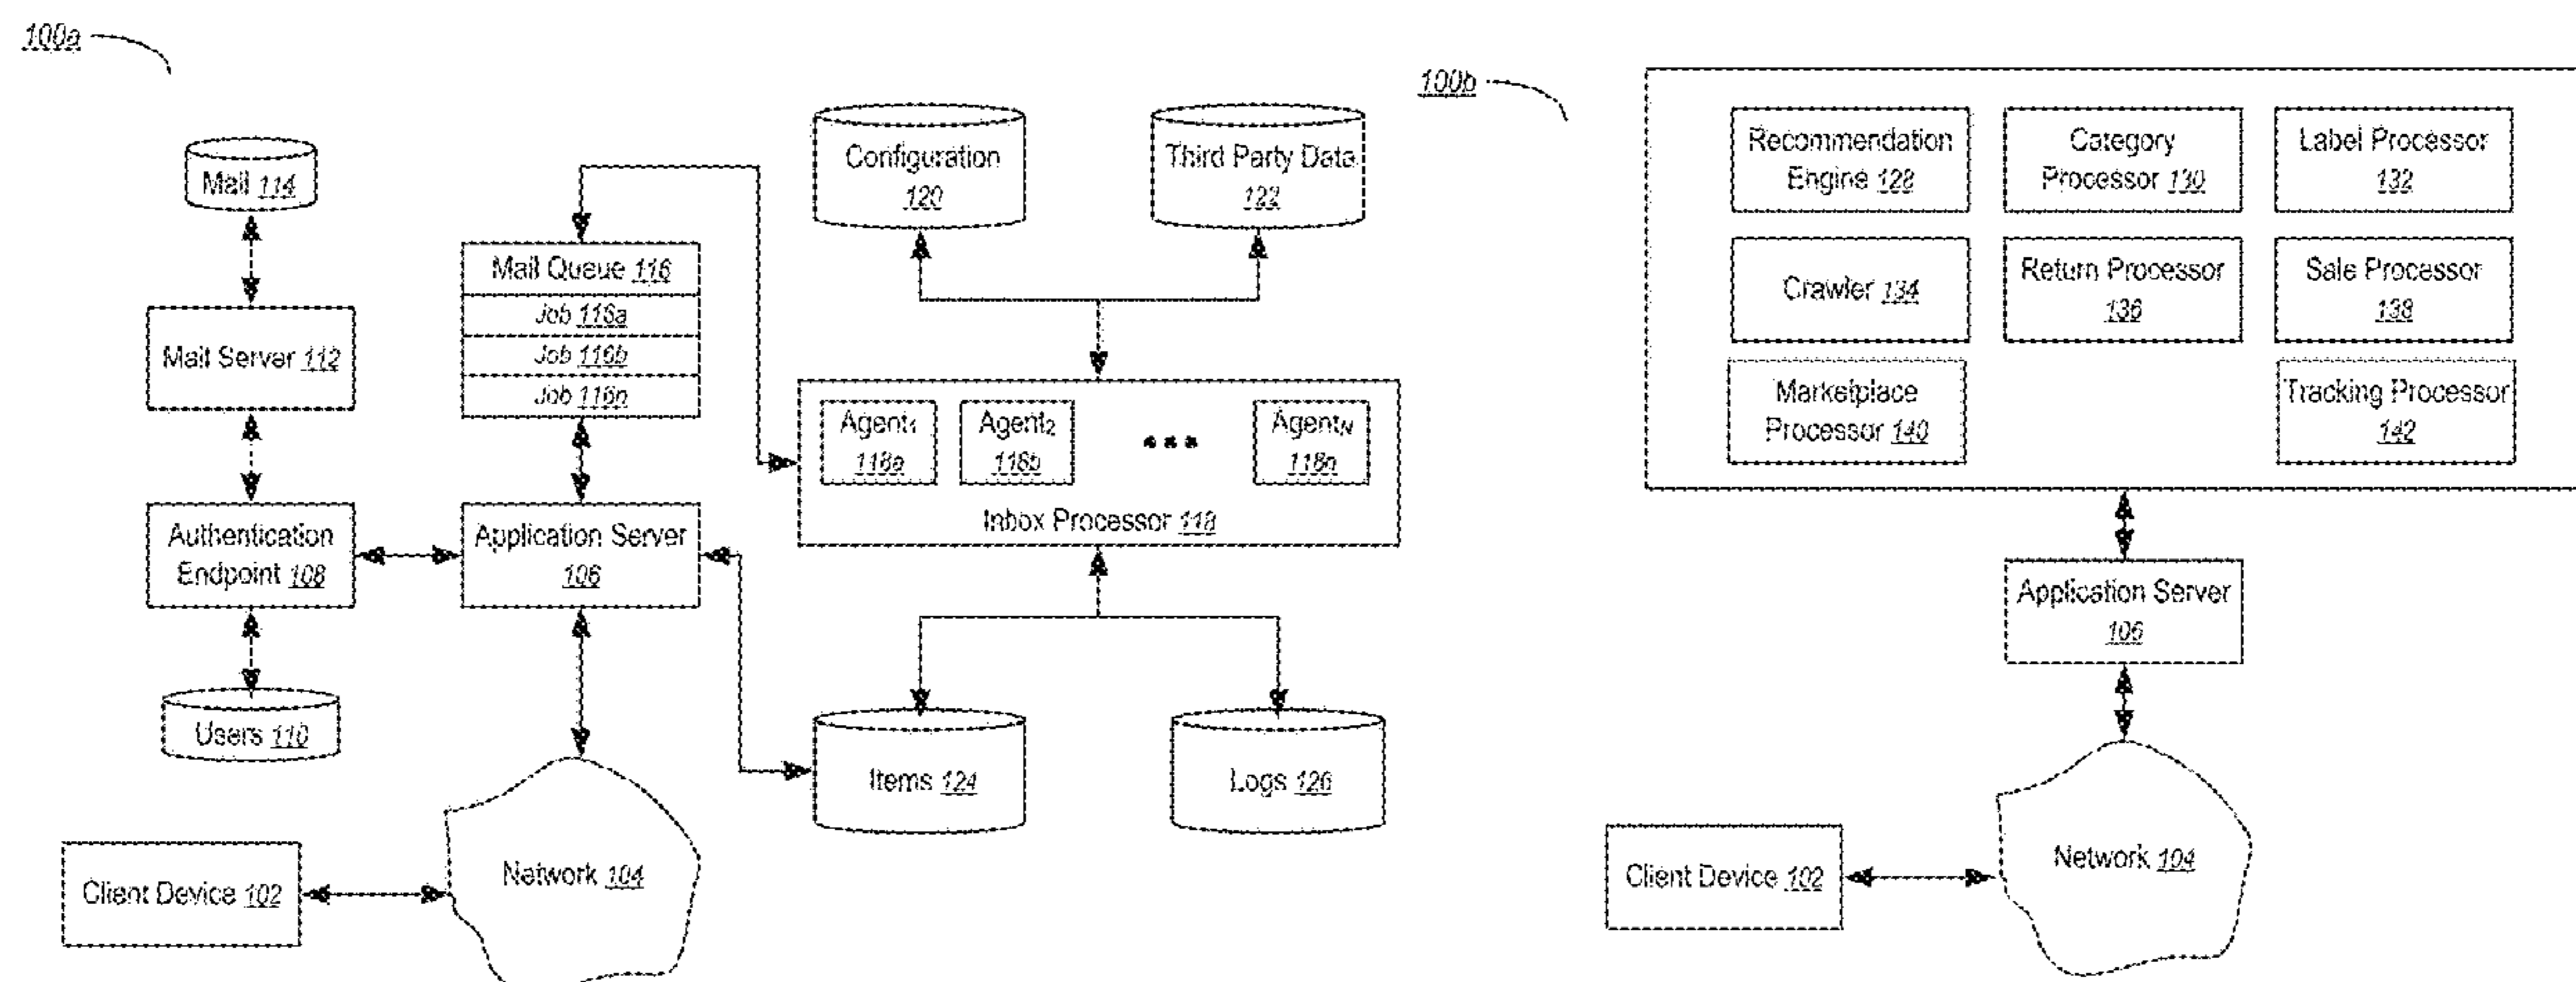 100a
Mail 114
Mail Server 112
Authentication
Endpoint 108
Users 110
Client Device 102
Mail Queue 116
Job 116a
Job 116b
Job 116n
Application Server
106
Network 104
Configuration
120
Third Party Data
122
Agent1
118a
Agent2
118b
AgentN
118n
Inbox Processor 118
Items 124
Logs 126
100b
Recommendation
Engine 128
Category
Processor 130
Label Processor
132
Crawler 134
Return Processor
136
Sale Processor
138
Marketplace
Processor 140
Tracking Processor
142
Application Server
106
Client Device 102
Network 104